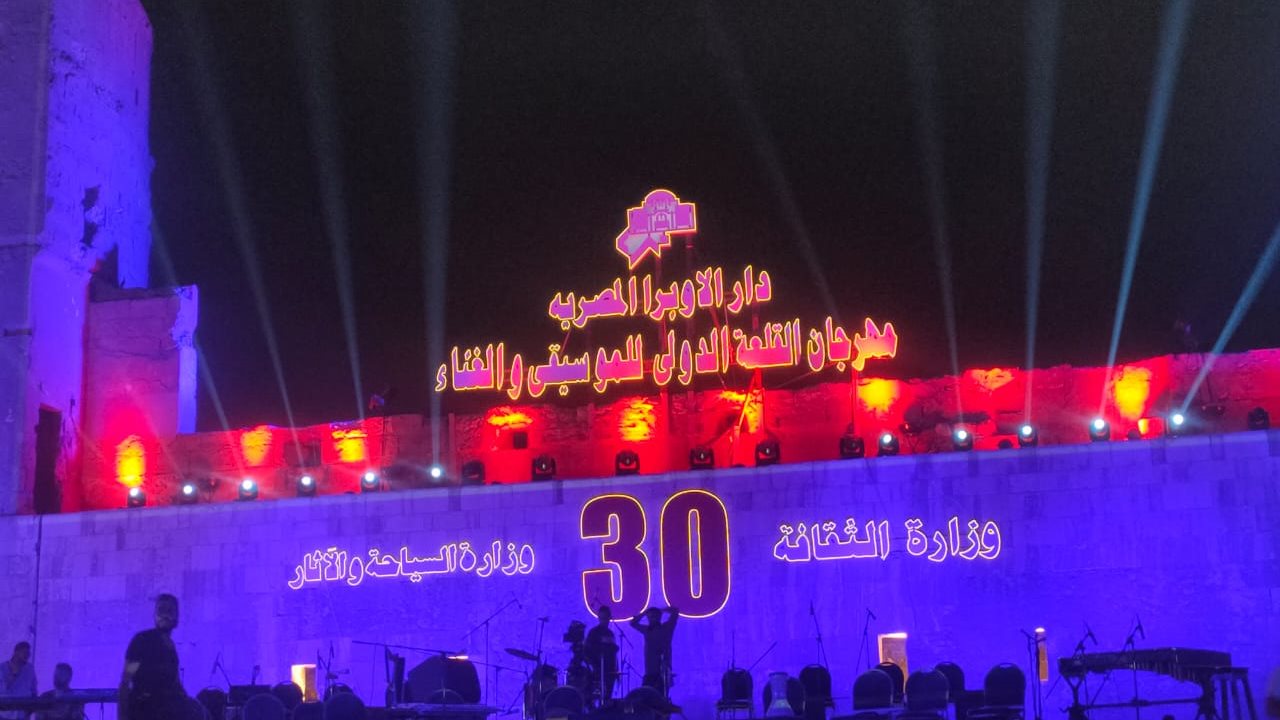 دار الاوبرا المصريه
مهرجان القلعة الدولى للموسيقى والغناء
وزارة الثقافة
30
وزارة السياحة والآثار